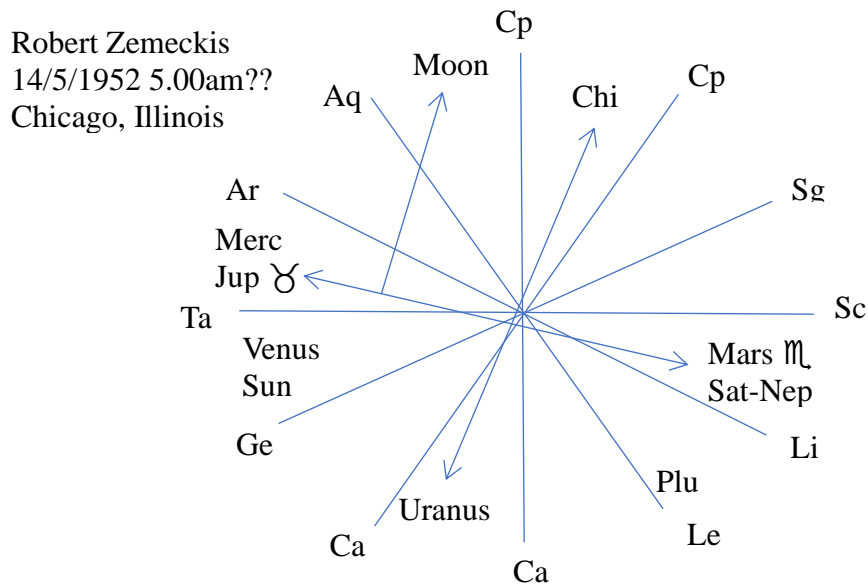 Robert Zemeckis
14/5/1952 5.00am??
Chicago, Illinois
Cp
Moon
Cp
Aq
Chi
Ar
Sg
Merc
Jup ♉
Ta
Sc
Venus
Sun
Mars ♏
Sat-Nep
Ge
Li
Uranus
Plu
Ca
Le
Ca